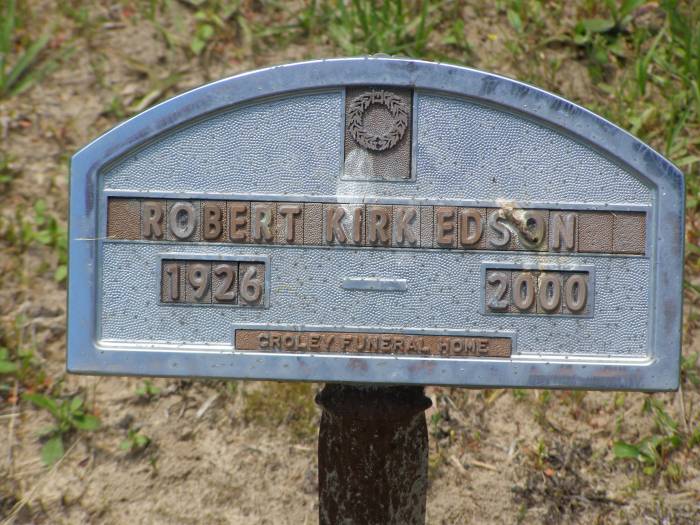 ROBERT KIRK EDSON
1926 – 2000
CROLEY FUNERAL HOME